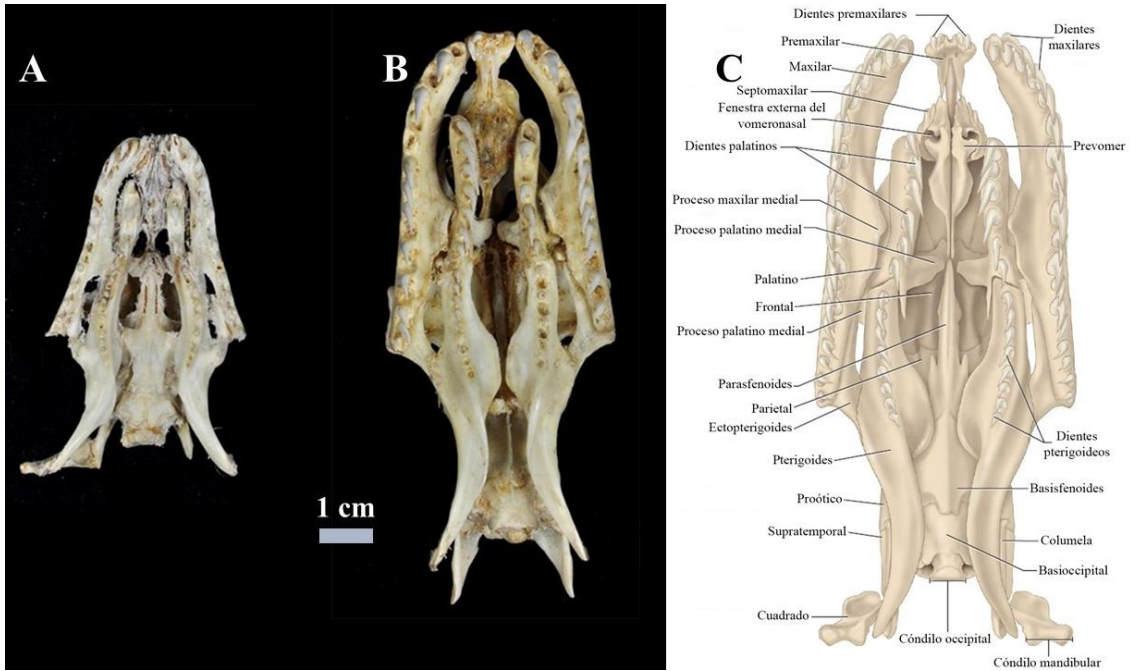 A
B
1 cm
C
Dientes premaxilares
Premaxilar
Maxilar
Septomaxilar
Fenestra externa del
vomeronasal
Dientes palatinos
Proceso maxilar medial
Proceso palatino medial
Palatino
Frontal
Proceso palatino medial
Parasfenoides
Parietal
Ectopterigoides
Pterigoides
Proótico
Supratemporal
Cuadrado
Cóndilo occipital
Dientes
maxilares
Prevomer
Dientes
pterigoideos
Basisfenoides
Columela
Basioccipital
Cóndilo mandibular